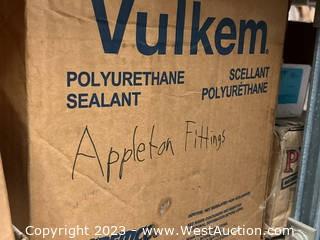 Vulkem®
POLYURETHANE
SEALANT
SCELLANT
POLYURÉTHANE
Appleton Fittings
Copyright 2023 - www.WestAuction.com